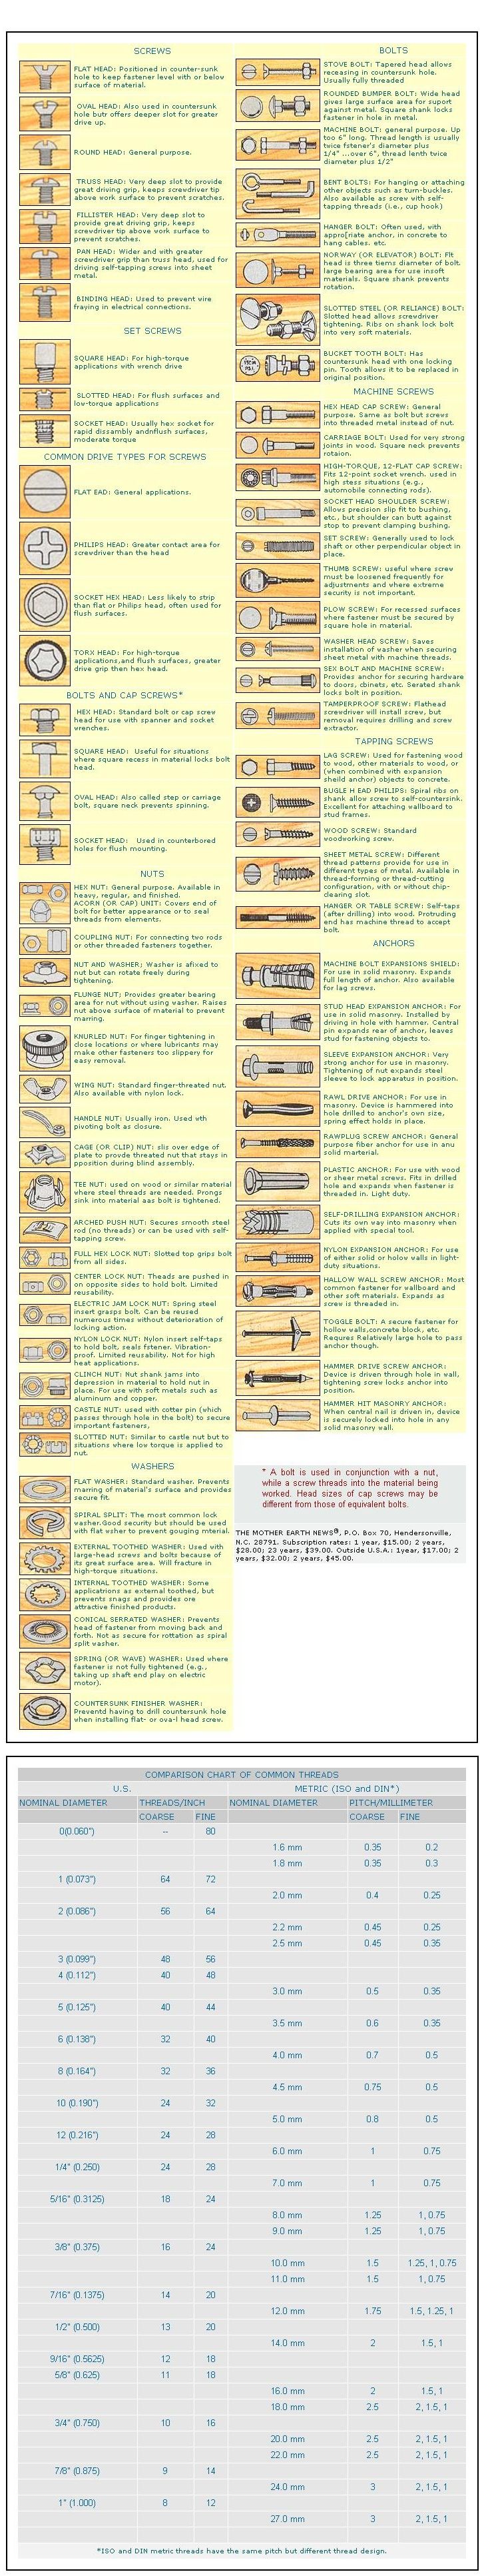 SCREWS
FLAT HEAD: Positioned in counter-sunk
hole to keep fastener level with or below
surface of material.
OVAL HEAD: Also used in countersunk
hole butr offers deeper slot for greater
drive up.
ROUND HEAD: General purpose.
TRUSS HEAD: Very deep slot to provide
great driving grip, keeps screwdriver tip
above work surface to prevent scratches.
FILLISTER HEAD: Very deep slot to
provide great driving grip, keeps
screwdriver tip above work surface to
prevent scratches.
PAN HEAD: Wider and with greater
screwdriver grip than truss head, used for
driving self-tapping screws into sheet
metal.
BINDING HEAD: Used to prevent wire
fraying in electrical connections.
SET SCREWS
SQUARE HEAD: For high-torque
applications with wrench drive
SLOTTED HEAD: For flush surfaces and
low-torque applications
SOCKET HEAD: Usually hex socket for
rapid dissambly andnflush surfaces,
moderate torque
COMMON DRIVE TYPES FOR SCREWS
FLAT EAD: General applications.
PHILIPS HEAD: Greater contact area for
screwdriver than the head
SOCKET HEX HEAD: Less likely to strip
than flat or Philips head, often used for
flush surfaces.
TORX HEAD: For high-torque
applications,and flush surfaces, greater
drive grip then hex head.
BOLTS AND CAP SCREWS*
HEX HEAD: Standard bolt or cap screw
head for use with spanner and socket
wrenches.
SQUARE HEAD: Useful for situations
where square recess in material locks bolt
head.
OVAL HEAD: Also called step or carriage
bolt, square neck prevents spinning.
SOCKET HEAD: Used in counterbored
holes for flush mounting.
NUTS
HEX NUT: General purpose. Available in
heavy, regular, and finished.
ACORN (OR CAP) UNIT: Covers end of
bolt for better appearance or to seal
threads from elements.
COUPLING NUT: For connecting two rods
or other threaded fasteners together.
NUT AND WASHER; Washer is afixed to
nut but can rotate freely during
tightening.
FLUNGE NUT; Provides greater bearing
area for nut without using washer. Raises
nut above surface of material to prevent
marring.
KNURLED NUT: For finger tightening in
close locations or where lubricants may
make other fasteners too slippery for
easy removal.
WING NUT: Standard finger-threated nut.
Also available with nylon lock.
HANDLE NUT: Usually iron. Used wth
pivoting bolt as closure.
CAGE (OR CLIP) NUT: slis over edge of
plate to provde threated nut that stays in
pposition during blind assembly.
TEE NUT: used on wood or similar material
where steel threads are needed. Prongs
sink into material aas bolt is tightened.
ARCHED PUSH NUT: Secures smooth steel
rod (no threads) or can be used with self-
tapping screw.
FULL HEX LOCK NUT: Slotted top grips bolt
from all sides.
CENTER LOCK NUT: Theads are pushed in
on opposite sides to hold bolt. Limited
reusability.
ELECTRIC JAM LOCK NUT: Spring steel
insert grasps bolt. Can be reused
numerous times without deterioration of
locking action.
NYLON LOCK NUT: Nylon insert self-taps
to hold bolt, seals fstener. Vibration-
proof. Limited reusability. Not for high
heat applications.
CLINCH NUT: Nut shank jams into
depression in material to hold nut in
place. For use with soft metals such as
aluminum and copper.
CASTLE NUT: used with cotter pin (which
passes through hole in the bolt) to secure
important fasteners,
SLOTTED NUT: Similar to castle nut but to
situations where low torque is applied to
nut.
WASHERS
FLAT WASHER: Standard washer. Prevents
marring of material's surface and provides
secure fit.
SPIRAL SPLIT: The most common lock
washer.Good security but should be used
with flat wsher to prevent gouging mterial.
EXTERNAL TOOTHED WASHER: Used with
large-head screws and bolts because of
its great surface area. Will fracture in
high-torque situations.
INTERNAL TOOTHED WASHER: Some
applicatrions as external toothed, but
prevents snags and provides ore
attractive finished products.
CONICAL SERRATED WASHER: Prevents
head of fastener from moving back and
forth. Not as secure for rottation as spiral
split washer.
SPRING (OR WAVE) WASHER: Used where
fastener is not fully tightened (e.g.,
taking up shaft end play on electric
motor).
COUNTERSUNK FINISHER WASHER:
Preventd having to drill countersunk hole
when installing flat- or ova-l head screw.
BOLTS
STOVE BOLT: Tapered head allows
receasing in countersunk hole.
Usually fully threaded
ROUNDED BUMPER BOLT: Wide head
gives large surface area for suport
against metal. Square shank locks
fastener in hole in metal.
MACHINE BOLT: general purpose. Up
too 6" long. Thread length is usually
twice fstener's diameter plus
1/4" ...over 6", thread lenth twice
diameter plus 1/2"
BENT BOLTS: For hanging or attaching
other objects such as turn-buckles.
Also available as screw with self-
tapping threads (i.e., cup hook)
HANGER BOLT: Often used, with
appro[riate anchor, in concrete to
hang cables. etc.
NORWAY (OR ELEVATOR) BOLT: Flt
head is three tiems diameter of bolt.
large bearing area for use insoft
materials. Square shank prevents
rotation.
SLOTTED STEEL (OR RELIANCE) BOLT:
Slotted head allows screwdriver
tightening. Ribs on shank lock bolt
into very soft materials.
BUCKET TOOTH BOLT: Has
countersunk head with one locking
pin. Tooth allows it to be replaced in
original position.
MACHINE SCREWS
HEX HEAD CAP SCREW: General
purpose. Same as bolt but screws
into threaded metal instead of nut.
CARRIAGE BOLT: Used for very strong
joints in wood. Square neck prevents
rotaion.
HIGH-TORQUE, 12-FLAT CAP SCREW:
Fits 12-point socket wrench. used in
high stess situations (e.g.,
automobile connecting rods).
SOCKET HEAD SHOULDER SCREW:
Allows precision slip fit to bushing,
etc., but shoulder can butt against
stop to prevent clamping bushing.
SET SCREW: Generally used to lock
shaft or other perpendicular object in
place.
THUMB SCREW: useful where screw
must be loosened frequently for
adjustments and where extreme
security is not important.
PLOW SCREW: For recessed surfaces
where fastener must be secured by
square hole in material.
WASHER HEAD SCREW: Saves
installation of washer when securing
sheet metal with machine threads.
SEX BOLT AND MACHINE SCREW:
Provides anchor for securing hardware
to doors, cbinets, etc. Serated shank
locks bolt in position.
TAMPERPROOF SCREW: Flathead
screwdriver will install screw, but
removal requires drilling and screw
extractor.
TAPPING SCREWS
LAG SCREW: Used for fastening wood
to wood, other materials to wood, or
(when combined with expansion
sheild anchor) objects to concrete.
BUGLE H EAD PHILIPS: Spiral ribs on
shank allow screw to self-countersink.
Excellent for attaching wallboard to
stud frames.
WOOD SCREW: Standard
woodworking screw.
SHEET METAL SCREW: Different
thread patterns provide for use in
different types of metal. Available in
thread-forming or thread-cutting
configuration, with or without chip-
clearing slot.
HANGER OR TABLE SCREW: Self-taps
(after drilling) into wood. Protruding
end has machine thread to accept
bolt.
ANCHORS
MACHINE BOLT EXPANSIONS SHIELD:
For use in solid masonry. Expands
full length of anchor. Also available
for lag screws.
STUD HEAD EXPANSION ANCHOR: For
use in solid masonry. Installed by
driving in hole with hammer. Central
pin expands rear of anchor, leaves
stud for fastening objects to.
SLEEVE EXPANSION ANCHOR: Very
strong anchor for use in masonry.
Tightening of nut expands steel
sleeve to lock apparatus in position.
RAWL DRIVE ANCHOR: For use in
masonry. Device is hammered into
hole drilled to anchor's own size,
spring effect holds in place.
RAWPLUG SCREW ANCHOR: General
purpose fiber anchor for use in anu
solid marterial.
PLASTIC ANCHOR: For use with wood
or sheer metal screws. Fits in drilled
hole and expands when fastener is
threaded in. Light duty.
SELF-DRILLING EXPANSION ANCHOR:
Cuts its own way into masonry when
applied with special tool.
NYLON EXPANSION ANCHOR: For use
of either solid or holow walls in light-
duty situations.
HALLOW WALL SCREW ANCHOR: Most
common fastener for wallboard and
other soft materials. Expands as
screw is threaded in.
TOGGLE BOLT: A secure fastener for
hollow walls,concrete block, etc.
Requres Relatively large hole to pass
anchor though.
HAMMER DRIVE SCREW ANCHOR:
Device is driven through hole in wall,
tightening screw locks anchor into
position.
HAMMER HIT MASONRY ANCHOR:
When central nail is driven in, device
is securely locked into hole in any
solid masonry wall.
* A bolt is used in conjunction with a nut,
while a screw threads into the material being
worked. Head sizes of cap screws may be
different from those of equivalent bolts.
THE MOTHER EARTH NEWS®, P.O. Box 70, Hendersonville,
N.C. 28791. Subscription rates: 1 year, $15.00; 2 years,
$28.00; 23 years, $39.00. Outside U.S.A.: 1year, $17.00; 2
years, $32.00; 2 years, $45.00.
COMPARISON CHART OF COMMON THREADS
U.S. METRIC (ISO and DIN*)
NOMINAL DIAMETER THREADS/INCH NOMINAL DIAMETER PITCH/MILLIMETER
COARSE FINE COARSE FINE
0(0.060") -- 80
1.6 mm 0.35 0.2
1.8 mm 0.35 0.3
1 (0.073") 64 72
2.0 mm 0.4 0.25
2 (0.086") 56 64
2.2 mm 0.45 0.25
2.5 mm 0.45 0.35
3 (0.099") 48 56
4 (0.112") 40 48
3.0 mm 0.5 0.35
5 (0.125") 40 44
3.5 mm 0.6 0.35
6 (0.138") 32 40
4.0 mm 0.7 0.5
8 (0.164") 32 36
4.5 mm 0.75 0.5
10 (0.190") 24 32
5.0 mm 0.8 0.5
12 (0.216") 24 28
6.0 mm 1 0.75
1/4" (0.250) 24 28
7.0 mm 1 0.75
5/16" (0.3125) 18 24
8.0 mm 1.25 1, 0.75
9.0 mm 1.25 1, 0.75
3/8" (0.375) 16 24
10.0 mm 1.5 1.25, 1, 0.75
11.0 mm 1.5 1, 0.75
7/16" (0.1375) 14 20
12.0 mm 1.75 1.5, 1.25, 1
1/2" (0.500) 13 20
14.0 mm 2 1.5, 1
9/16" (0.5625) 12 18
5/8" (0.625) 11 18
16.0 mm 2 1.5, 1
18.0 mm 2.5 2, 1.5, 1
3/4" (0.750) 10 16
20.0 mm 2.5 2, 1.5, 1
22.0 mm 2.5 2, 1.5, 1
7/8" (0.875) 9 14
24.0 mm 3 2, 1.5, 1
1" (1.000) 8 12
27.0 mm 3 2, 1.5, 1
*ISO and DIN metric threads have the same pitch but different thread design.